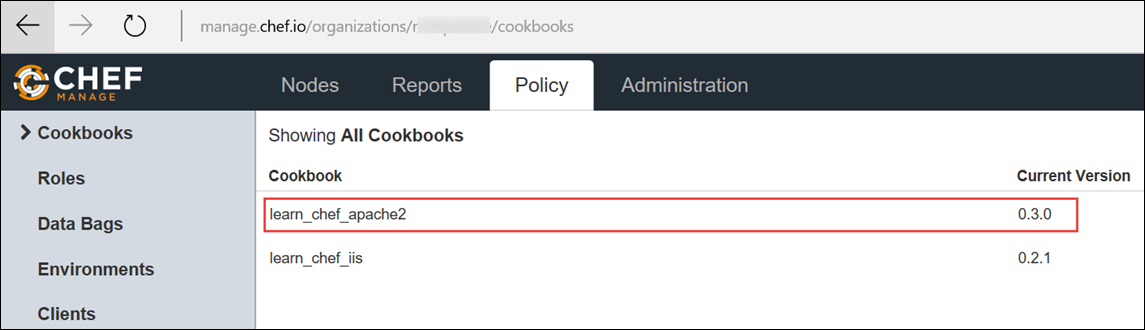 manage.chef.io/organizations/ /cookbooks
CHEF
MANAGE
Nodes Reports Policy Administration
Cookbooks
Roles
Data Bags
Environments
Clients
Showing All Cookbooks
Cookbook Current Version
learn_chef_apache2 0.3.0
learn_chef_iis 0.2.1